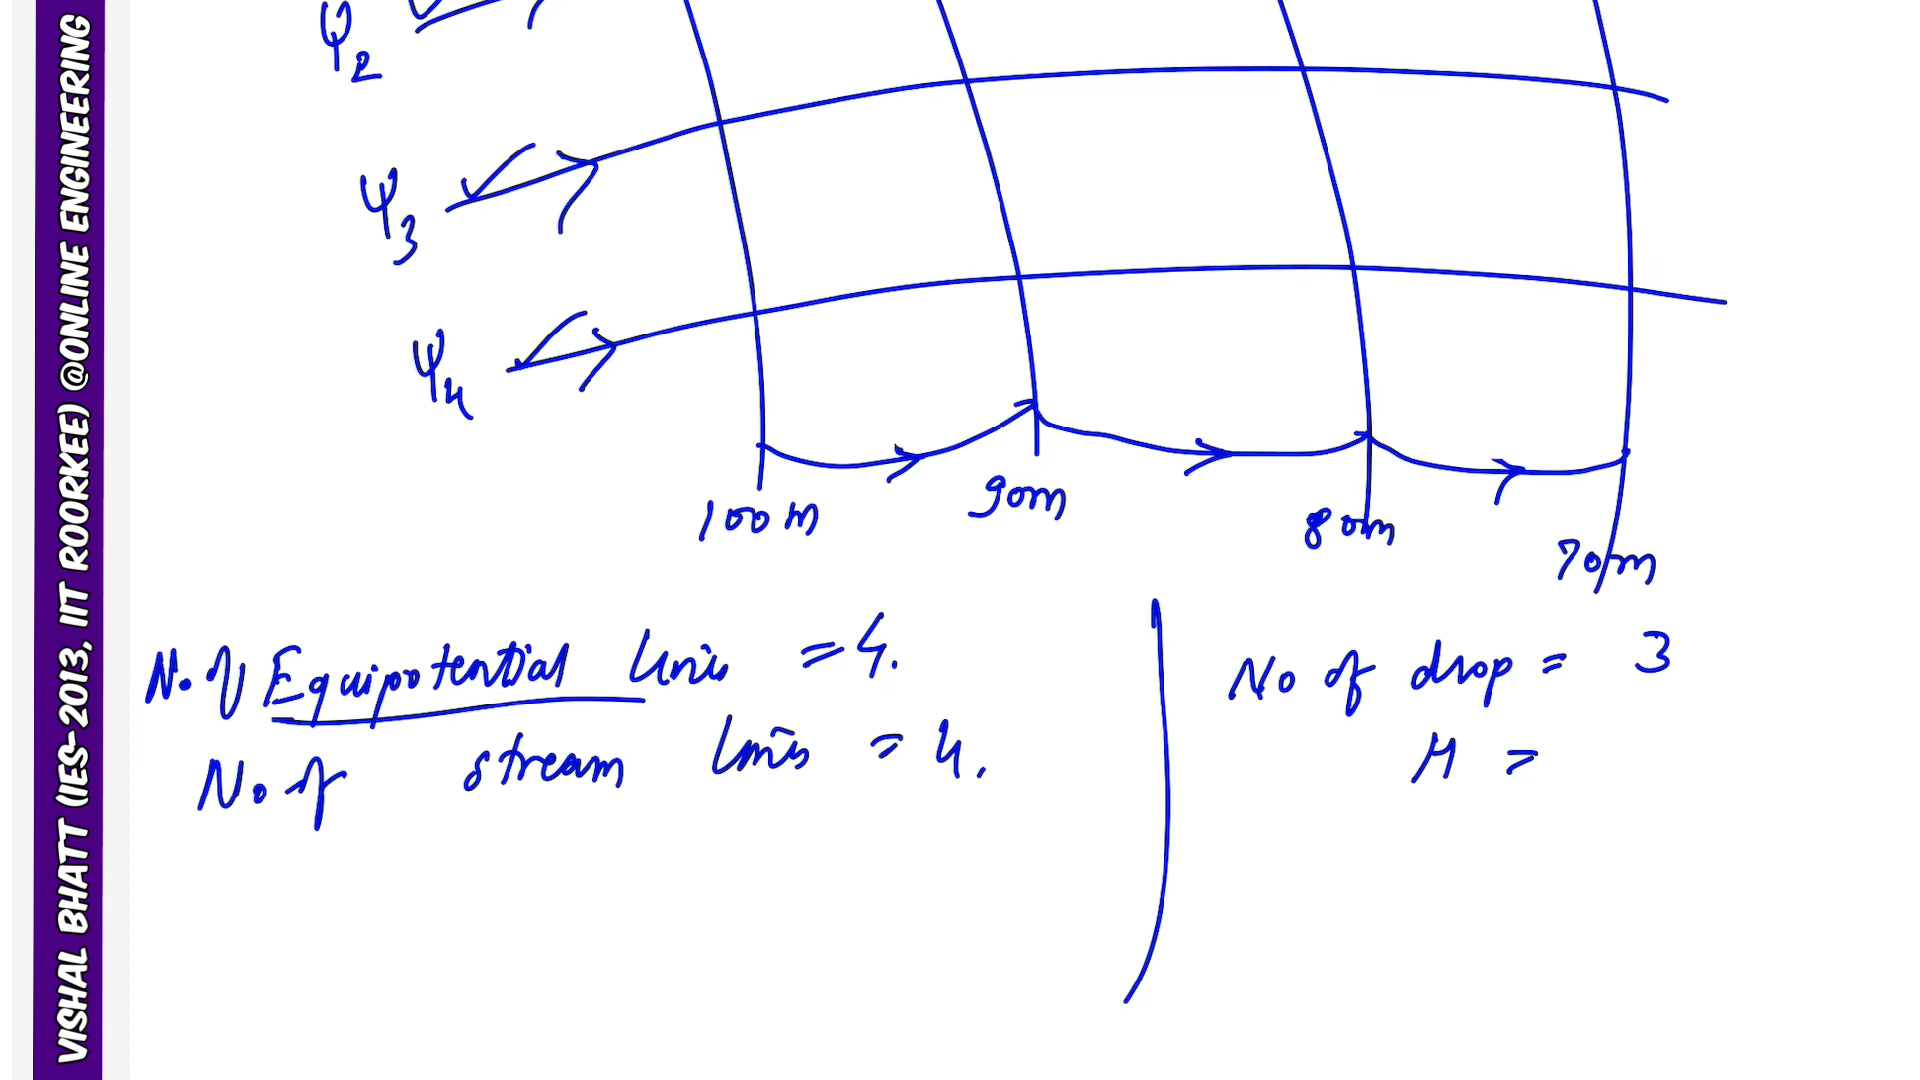 VISHAL BHATT (IES-2013, IIT ROORKEE) @ONLINE ENGINEERING
ψ2
ψ3
ψ4
100m
90m
80m
70m
No. of Equipotential lines = 4.
No. of stream lines = 4.
No of drop = 3
H =